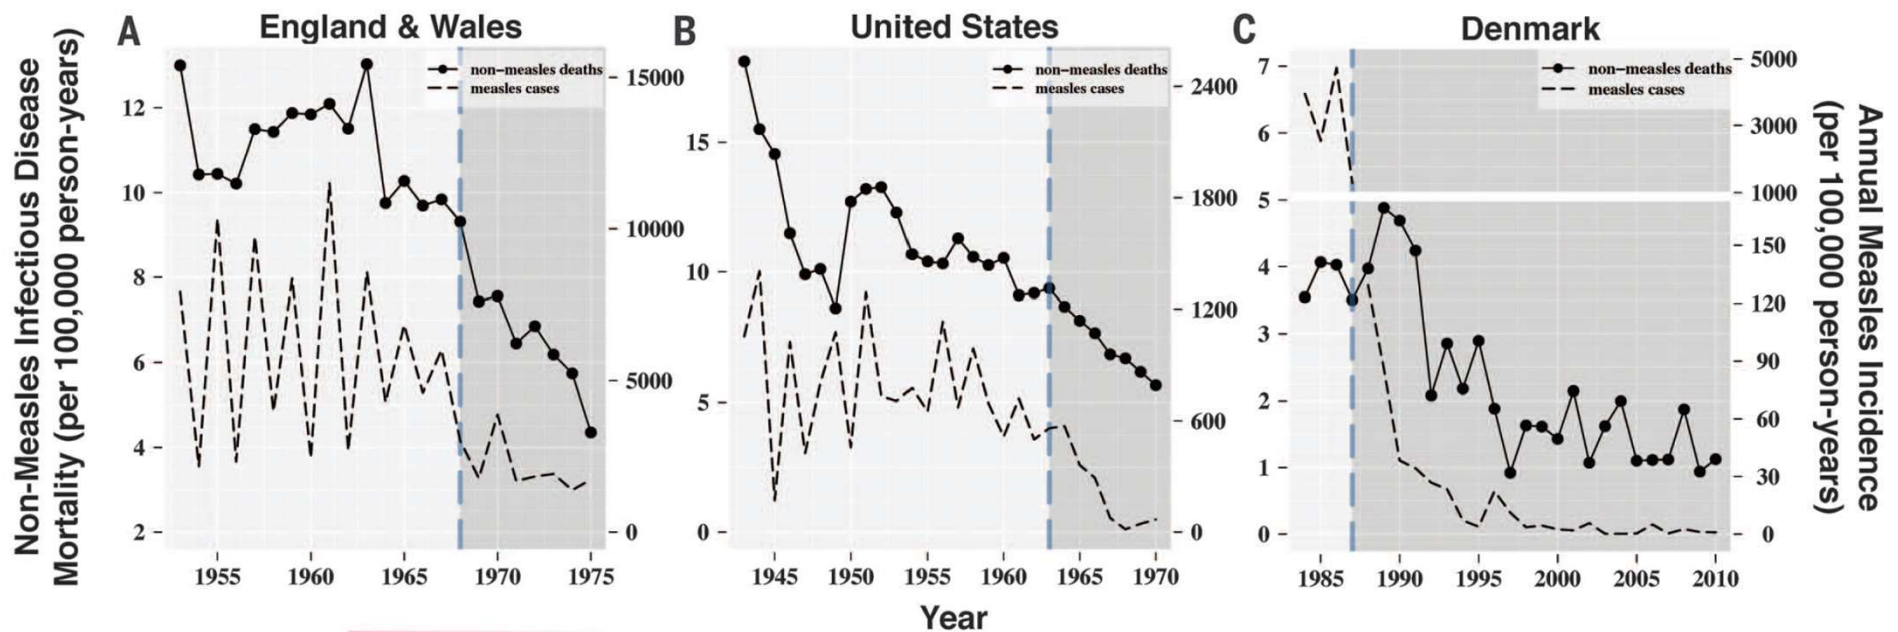 A England & Wales
B United States
C Denmark
Non-Measles Infectious Disease
Mortality (per 100,000 person-years)
12
10
8
6
4
2
non-measles deaths
measles cases
15000
10000
5000
0
1955 1960 1965 1970 1975
15
10
5
0
non-measles deaths
measles cases
2400
1800
1200
600
0
1945 1950 1955 1960 1965 1970
7
6
5
4
3
2
1
0
non-measles deaths
measles cases
5000
3000
1000
150
120
90
60
30
0
1985 1990 1995 2000 2005 2010
Annual Measles Incidence
(per 100,000 person-years)
Year